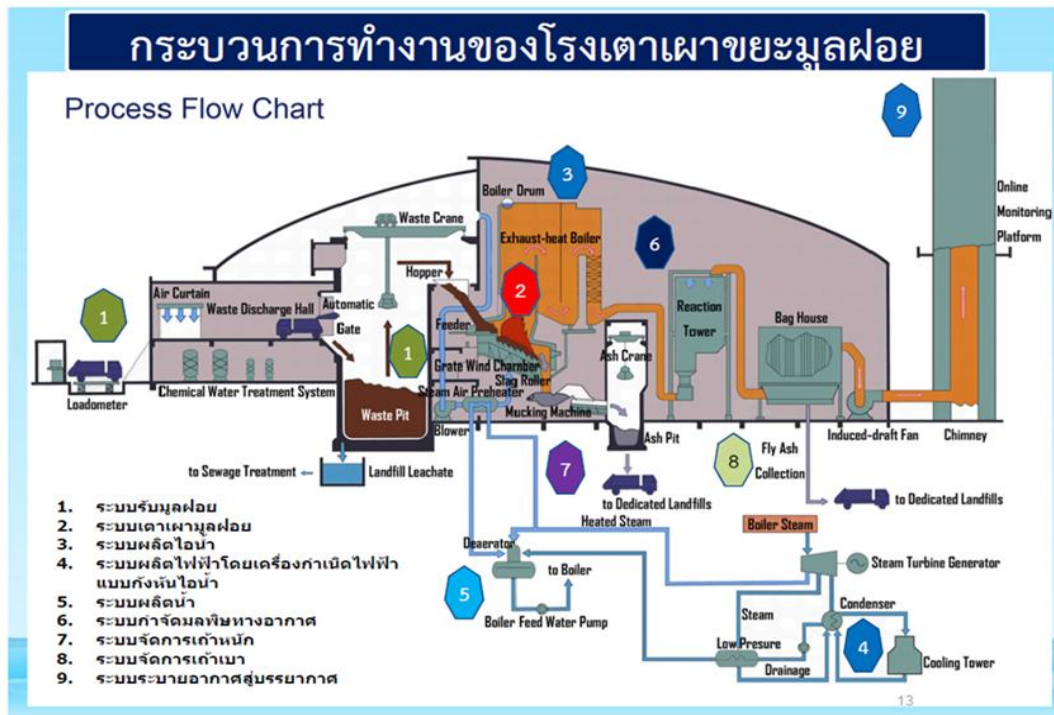 กระบวนการทำงานของโรงเตาเผาขยะมูลฝอย
Process Flow Chart
9
3
Boiler Drum
Online
Monitoring
Platform
Waste Crane
Exhaust-heat Boiler
6
Hopper
2
1
Air Curtain
Automatic
Gate
Waste Discharge Hall
Reaction
Tower
Bag House
Feeder
1
Ash Crane
Grate Wind Chamber
Slag Roller
Chemical Water Treatment System
Steam Air Preheater
Loadometer
Waste Pit
Mucking Machine
Blower
Ash Pit
Induced-draft Fan
Chimney
7
8
Fly Ash
Collection
to Sewage Treatment
Landfill Leachate
to Dedicated Landfills
to Dedicated Landfills
Heated Steam
Boiler Steam
Deaerator
to Boiler
Steam Turbine Generator
5
Boiler Feed Water Pump
Steam
Condenser
Low Presure
4
Drainage
Cooling Tower
1. ระบบรับมูลฝอย
2. ระบบเตาเผามูลฝอย
3. ระบบผลิตไอน้ำ
4. ระบบผลิตไฟฟ้าโดยเครื่องกำเนิดไฟฟ้า
แบบกังหันไอน้ำ
5. ระบบผลิตน้ำ
6. ระบบกำจัดมลพิษทางอากาศ
7. ระบบจัดการเถ้าหนัก
8. ระบบจัดการเถ้าเบา
9. ระบบระบายอากาศสู่บรรยากาศ
13